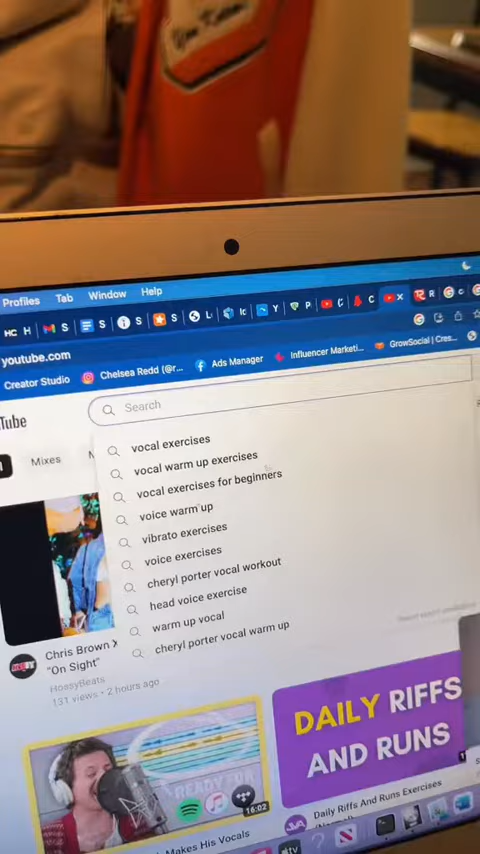 Profiles Tab Window Help
HC H S S S S L Ic Y P C C R c
youtube.com
Creator Studio Chelsea Redd (@r... Ads Manager Influencer Marketi... GrowSocial | Cres...
Tube
Search
Mixes
vocal exercises
vocal warm up exercises
vocal exercises for beginners
voice warm up
vibrato exercises
voice exercises
cheryl porter vocal workout
head voice exercise
warm up vocal
cheryl porter vocal warm up
Chris Brown X
"On Sight"
HoasyBeats
131 views • 2 hours ago
DAILY RIFFS
AND RUNS
READY FOR
16:02
Daily Riffs And Runs Exercises
Makes His Vocals